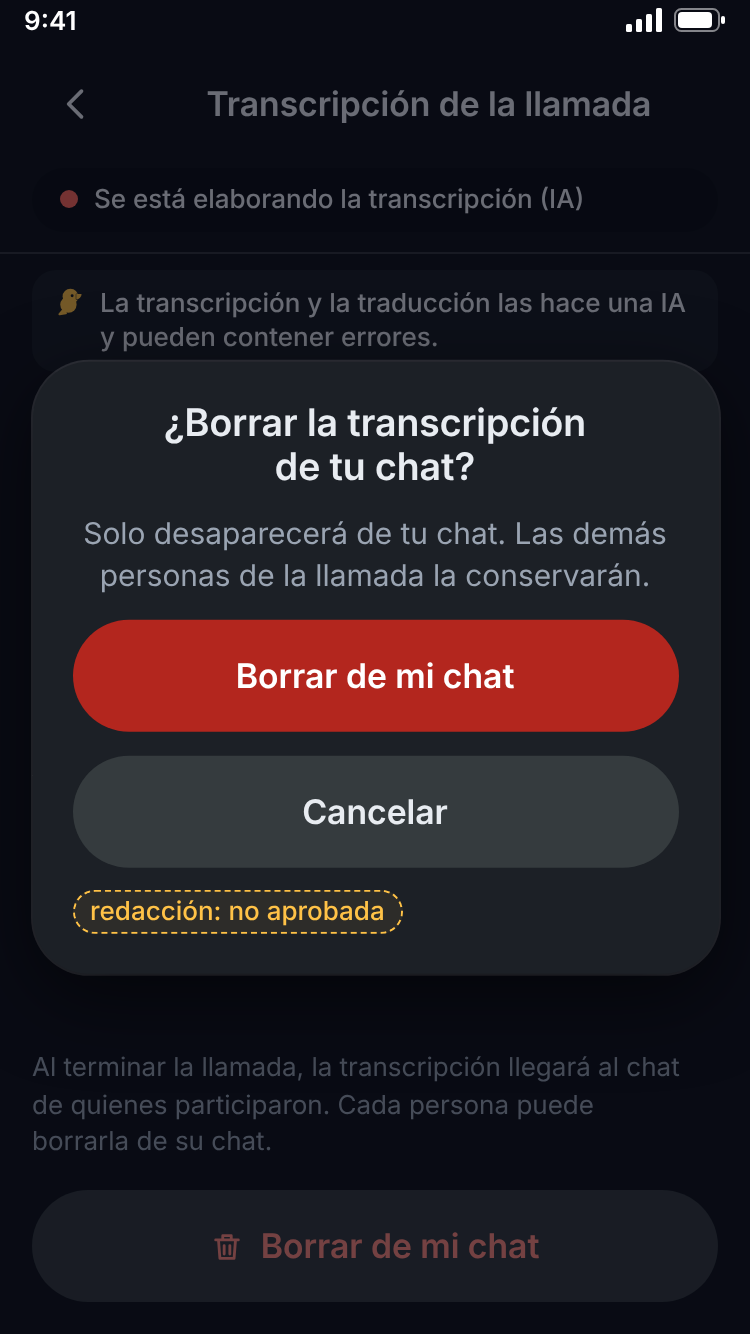 9:41
Transcripción de la llamada
Se está elaborando la transcripción (IA)
La transcripción y la traducción las hace una IA
y pueden contener errores.
¿Borrar la transcripción
de tu chat?
Solo desaparecerá de tu chat. Las demás
personas de la llamada la conservarán.
Borrar de mi chat
Cancelar
redacción: no aprobada
Al terminar la llamada, la transcripción llegará al chat
de quienes participaron. Cada persona puede
borrarla de su chat.
Borrar de mi chat